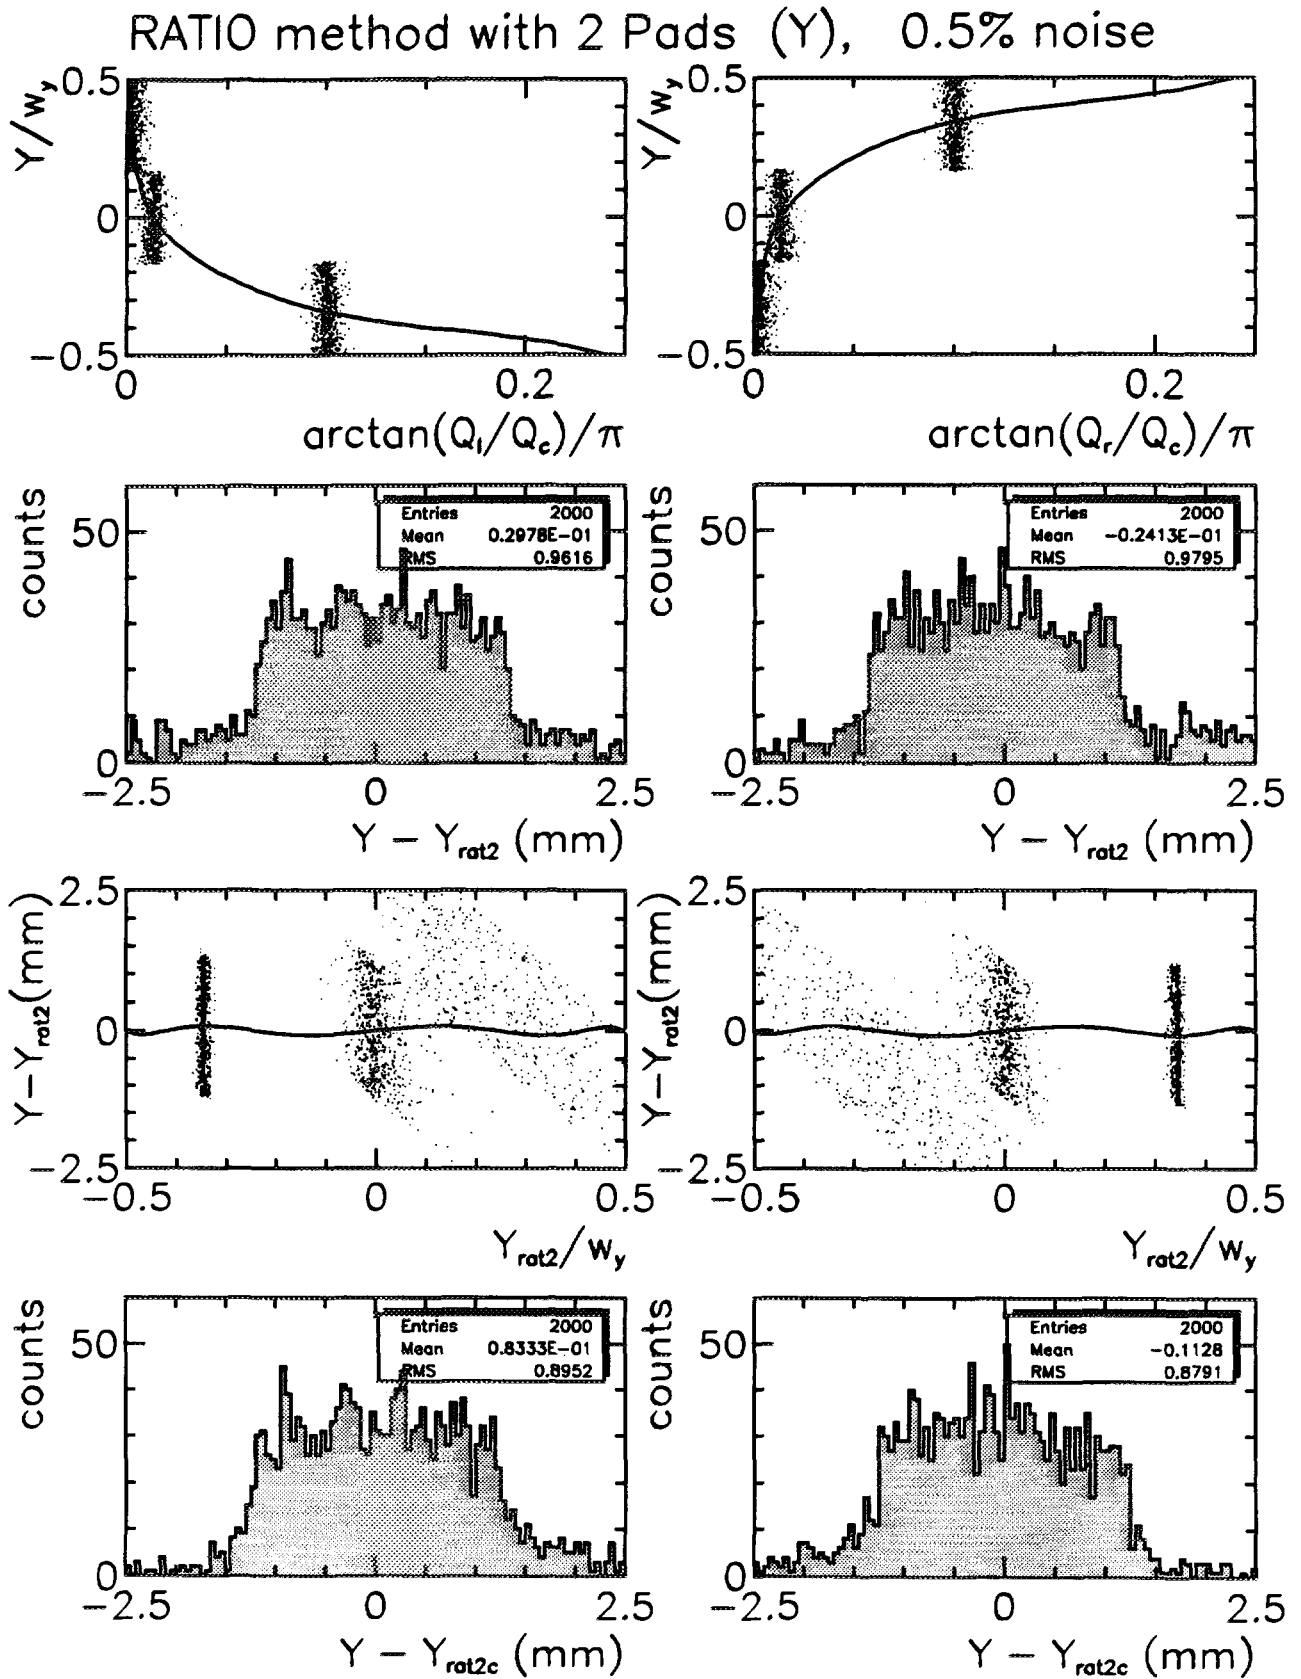 RATIO method with 2 Pads (Y), 0.5% noise
Y/w_y
0.5
0
-0.5
0
0.2
arctan(Q_l/Q_c)/π
Y/w_y
0.5
0
-0.5
0
0.2
arctan(Q_r/Q_c)/π
counts
50
0
Entries 2000
Mean 0.2978E-01
RMS 0.9616
-2.5
0
2.5
Y - Y_rat2 (mm)
counts
50
0
Entries 2000
Mean -0.2413E-01
RMS 0.9795
-2.5
0
2.5
Y - Y_rat2 (mm)
Y-Y_rat2(mm)
2.5
0
-2.5
-0.5
0
0.5
Y_rat2/w_y
Y-Y_rat2(mm)
2.5
0
-2.5
-0.5
0
0.5
Y_rat2/w_y
counts
50
0
Entries 2000
Mean 0.8333E-01
RMS 0.8952
-2.5
0
2.5
Y - Y_rat2c (mm)
counts
50
0
Entries 2000
Mean -0.1128
RMS 0.8791
-2.5
0
2.5
Y - Y_rat2c (mm)